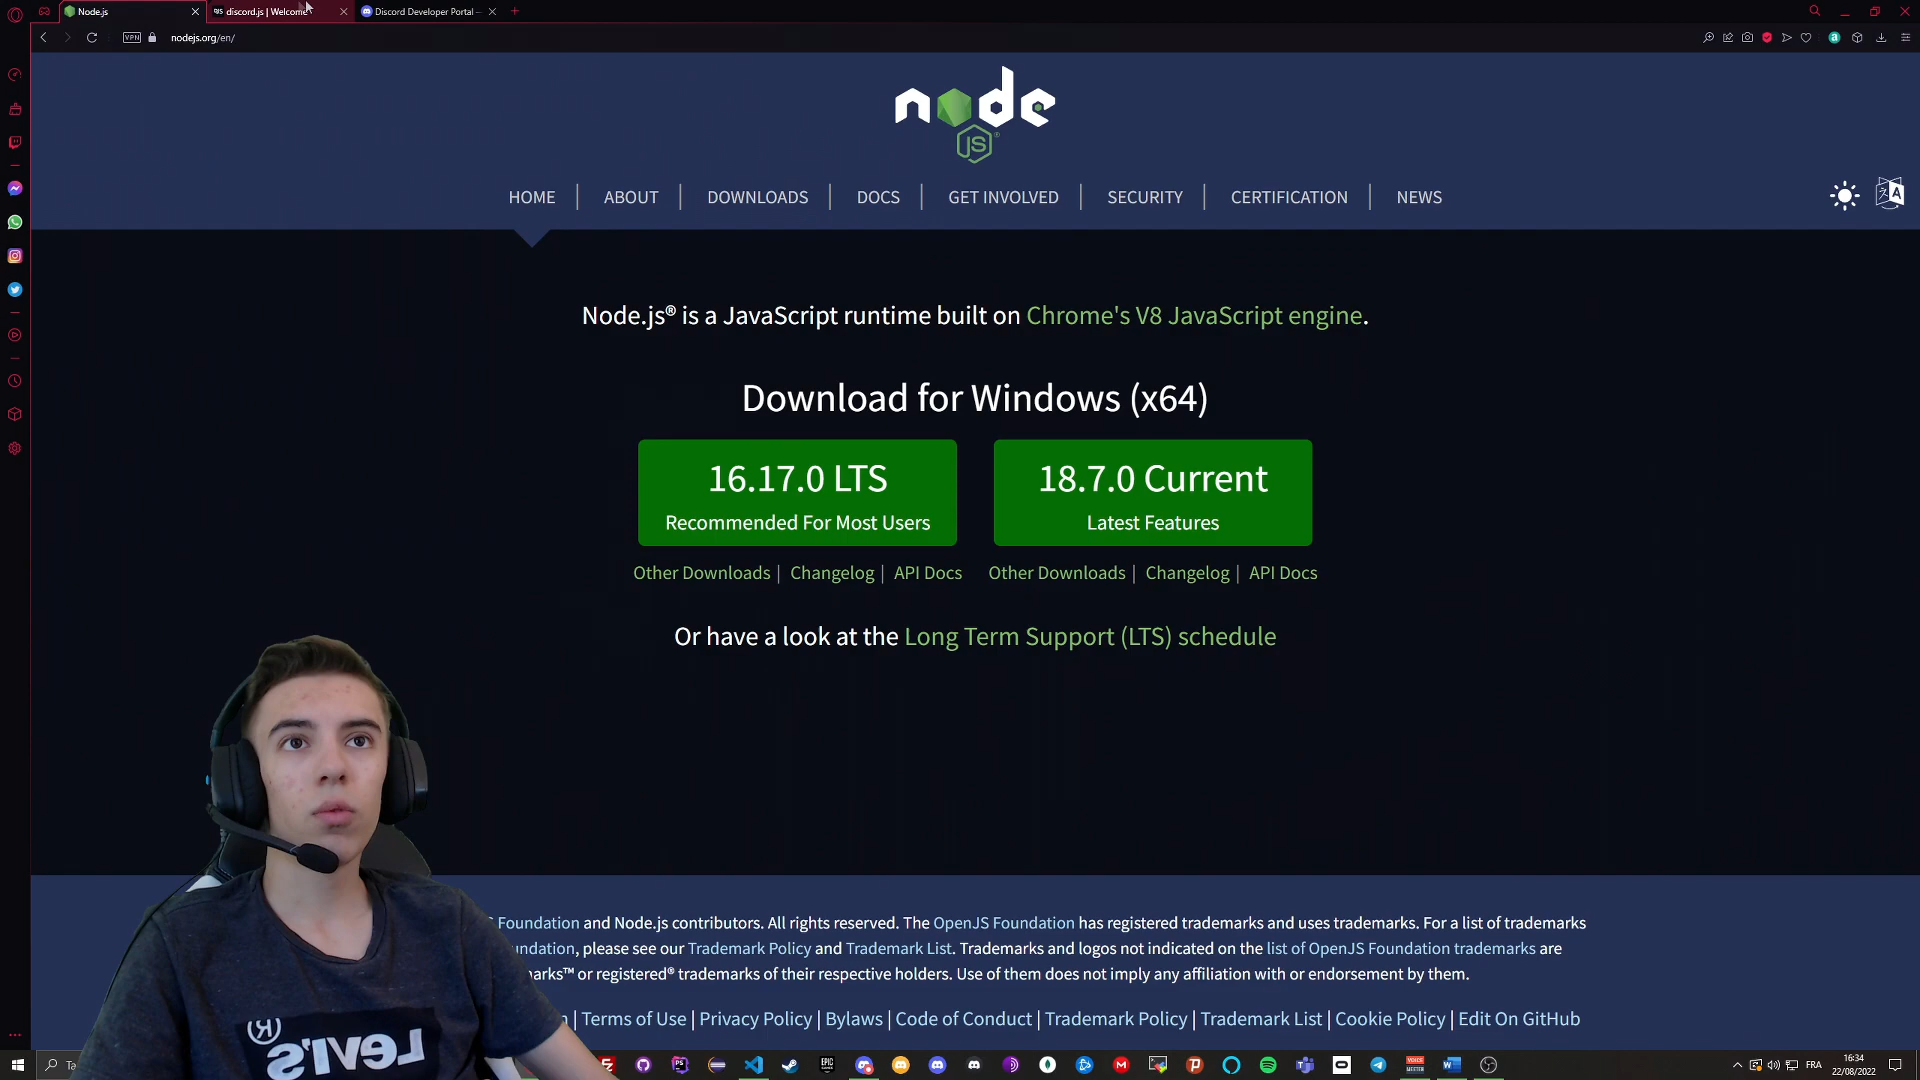 Node.js
discord.js | Welcome
Discord Developer Portal —
VPN
nodejs.org/en/
node
JS
HOME | ABOUT | DOWNLOADS | DOCS | GET INVOLVED | SECURITY | CERTIFICATION | NEWS
Node.js® is a JavaScript runtime built on Chrome's V8 JavaScript engine.
Download for Windows (x64)
16.17.0 LTS
Recommended For Most Users
18.7.0 Current
Latest Features
Other Downloads | Changelog | API Docs
Other Downloads | Changelog | API Docs
Or have a look at the Long Term Support (LTS) schedule
Foundation and Node.js contributors. All rights reserved. The OpenJS Foundation has registered trademarks and uses trademarks. For a list of trademarks
undation, please see our Trademark Policy and Trademark List. Trademarks and logos not indicated on the list of OpenJS Foundation trademarks are
arks™ or registered® trademarks of their respective holders. Use of them does not imply any affiliation with or endorsement by them.
| Terms of Use | Privacy Policy | Bylaws | Code of Conduct | Trademark Policy | Trademark List | Cookie Policy | Edit On GitHub
LEVI'S
Ta
EPIC
VOICE
FRA
16:34
22/08/2022